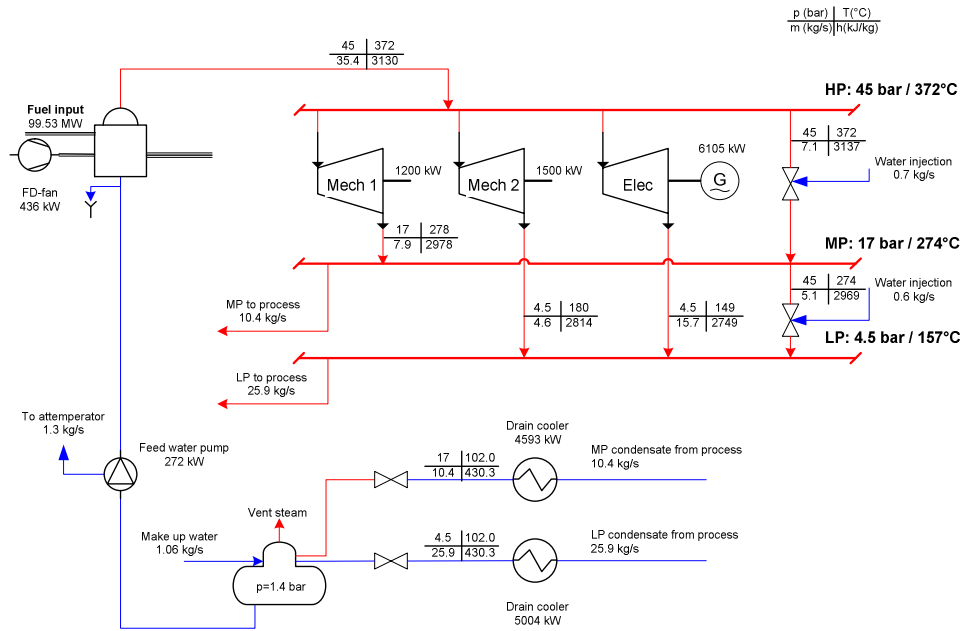 p (bar) T(°C)
m (kg/s) h(kJ/kg)
45 372
35.4 3130
HP: 45 bar / 372°C
Fuel input
99.53 MW
FD-fan
436 kW
Mech 1
1200 kW
Mech 2
1500 kW
Elec
6105 kW
G
45 372
7.1 3137
Water injection
0.7 kg/s
17 278
7.9 2978
MP: 17 bar / 274°C
MP to process
10.4 kg/s
4.5 180
4.6 2814
4.5 149
15.7 2749
45 274
5.1 2969
Water injection
0.6 kg/s
LP: 4.5 bar / 157°C
LP to process
25.9 kg/s
To attemperator
1.3 kg/s
Feed water pump
272 kW
Drain cooler
4593 kW
17 102.0
10.4 430.3
MP condensate from process
10.4 kg/s
Vent steam
Make up water
1.06 kg/s
p=1.4 bar
4.5 102.0
25.9 430.3
LP condensate from process
25.9 kg/s
Drain cooler
5004 kW